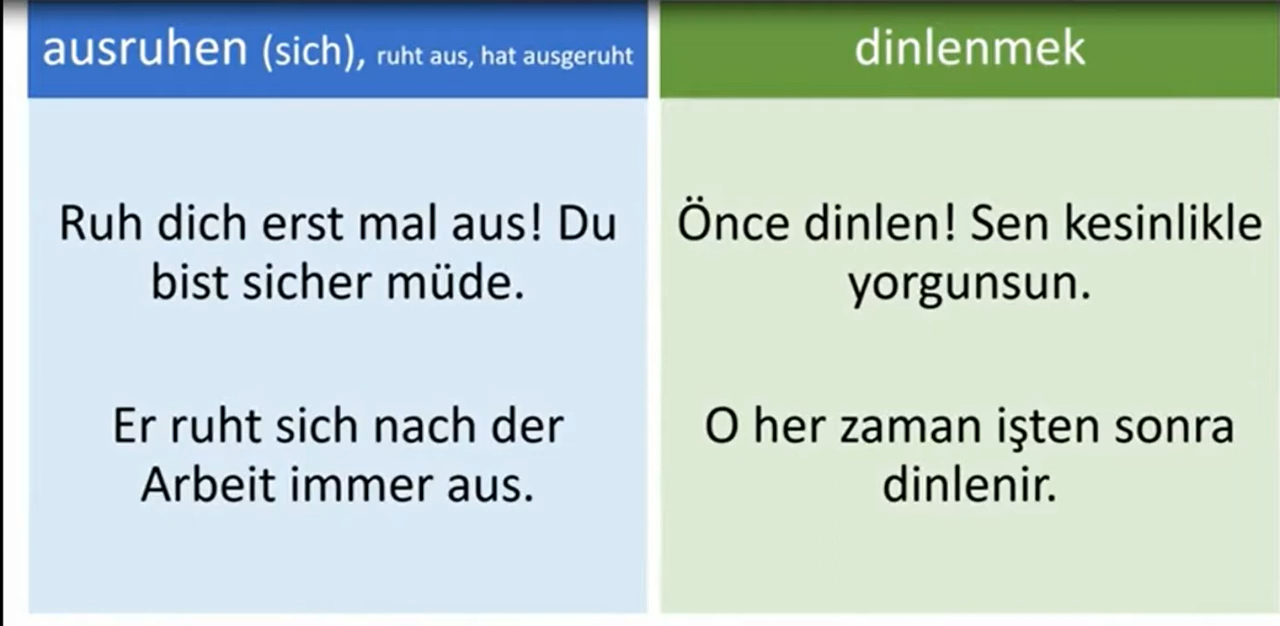 ausruhen (sich), ruht aus, hat ausgeruht
dinlenmek
Ruh dich erst mal aus! Du
bist sicher müde.
Er ruht sich nach der
Arbeit immer aus.
Önce dinlen! Sen kesinlikle
yorgunsun.
O her zaman işten sonra
dinlenir.